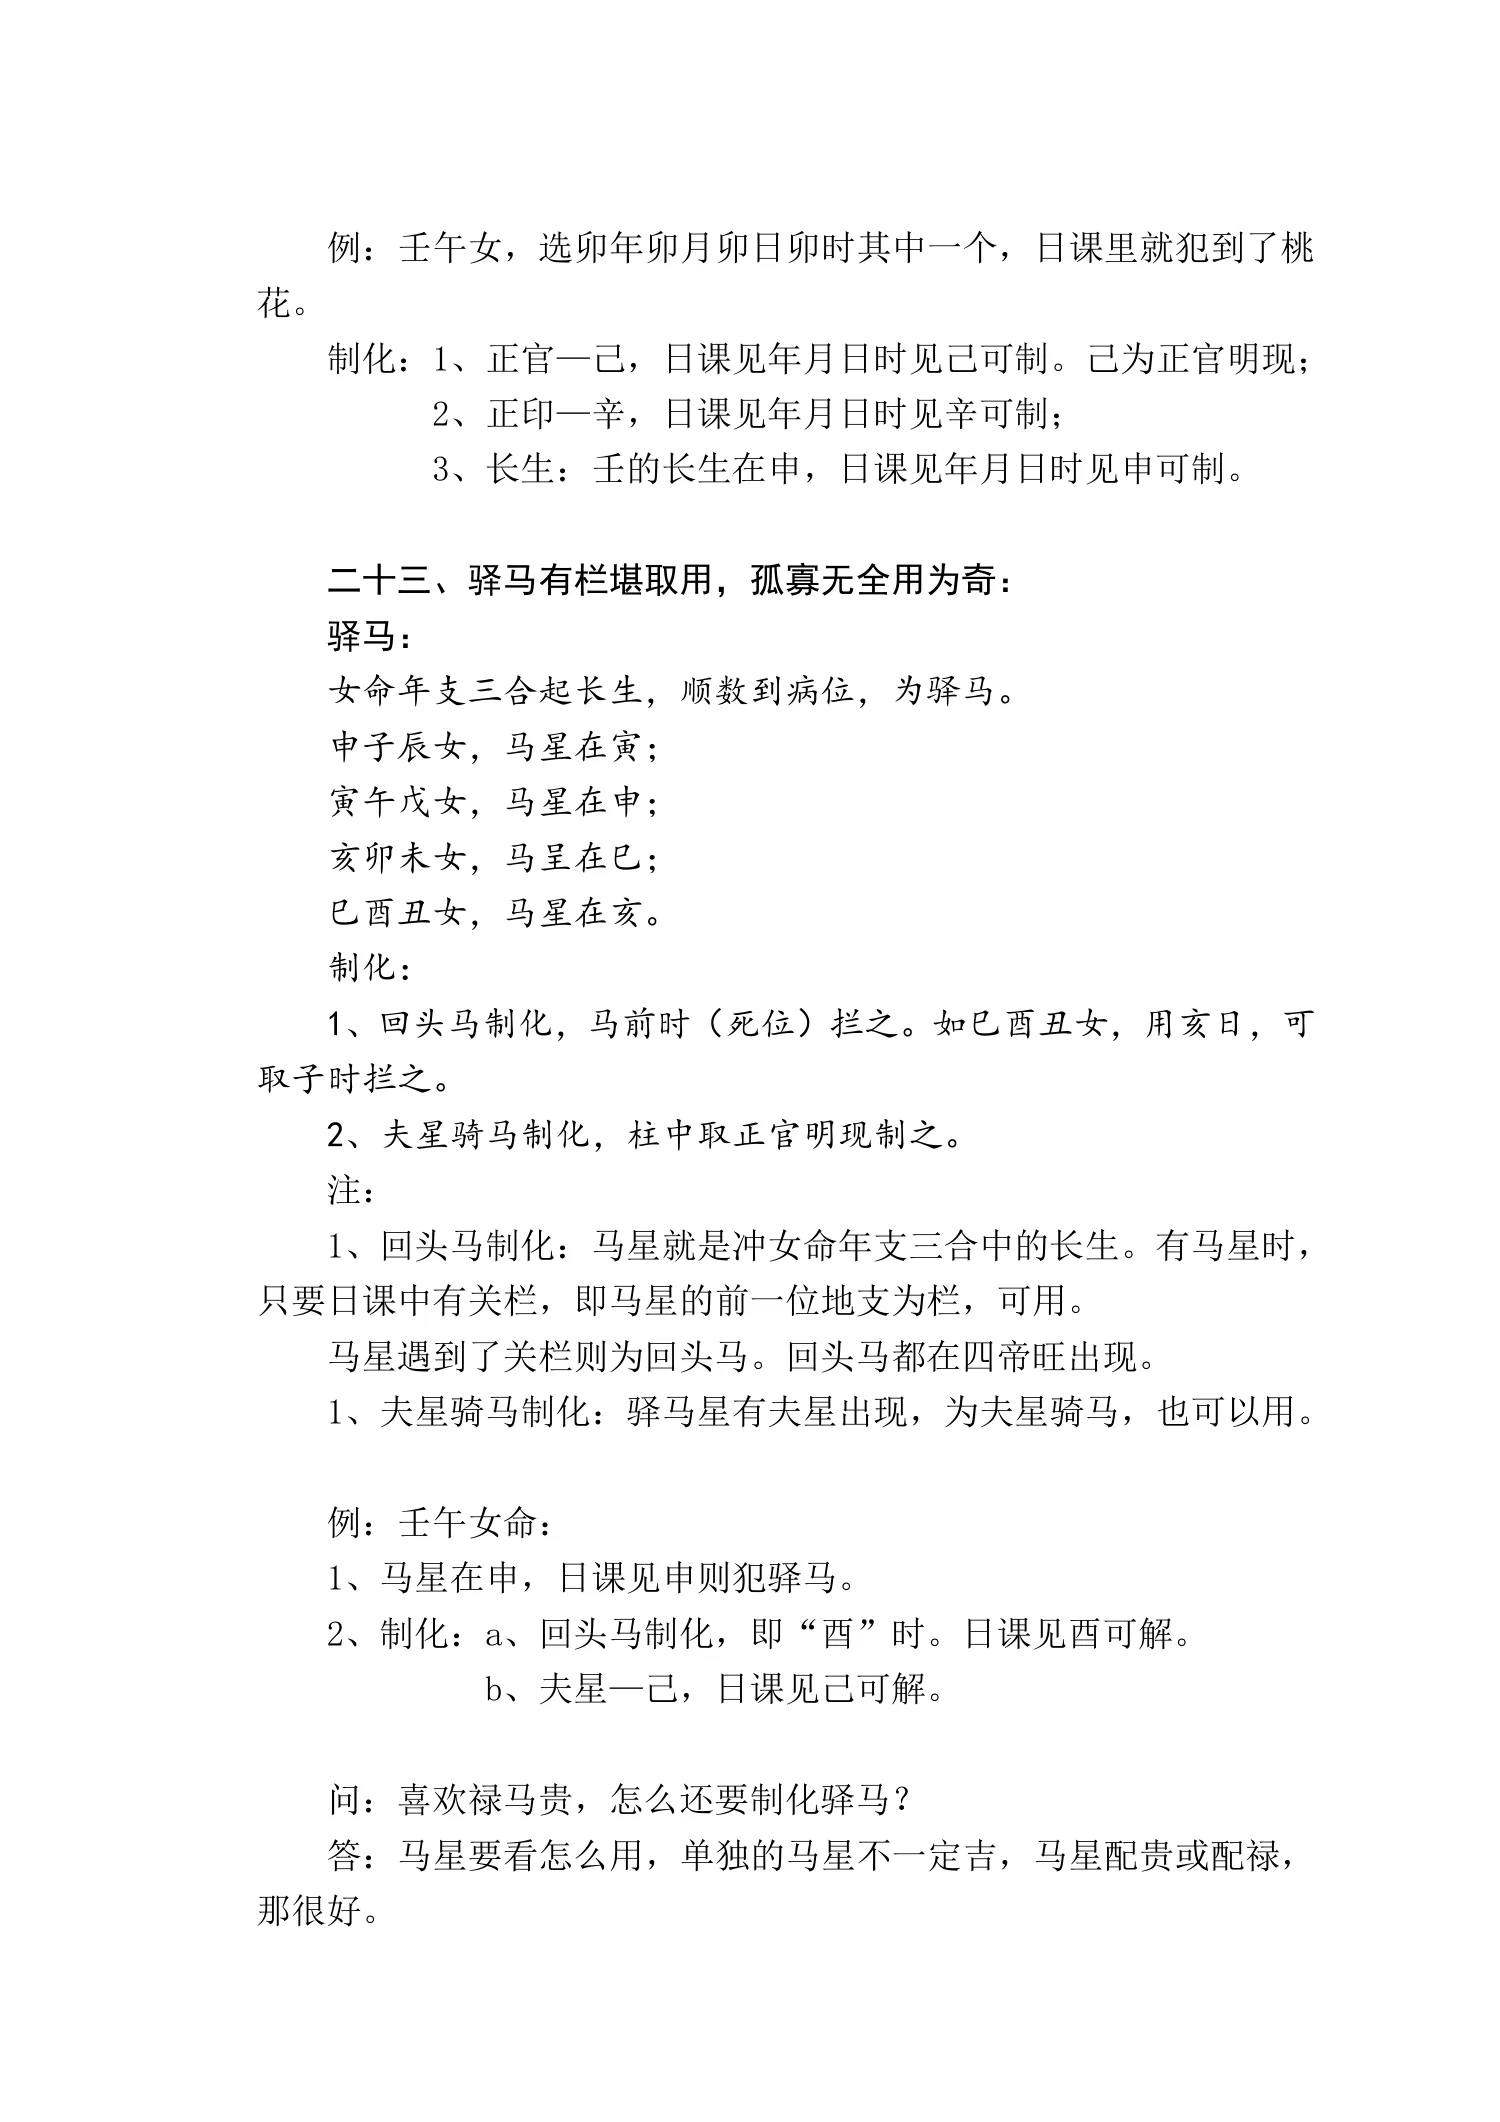 例：壬午女，选卯年卯月卯日卯时其中一个，日课里就犯到了桃
花。
制化：1、正官—己，日课见年月日时见己可制。己为正官明现；
2、正印—辛，日课见年月日时见辛可制；
3、长生：壬的长生在申，日课见年月日时见申可制。
二十三、驿马有栏堪取用，孤寡无全用为奇：
驿马：
女命年支三合起长生，顺数到病位，为驿马。
申子辰女，马星在寅；
寅午戊女，马星在申；
亥卯未女，马呈在巳；
巳酉丑女，马星在亥。
制化：
1、回头马制化，马前时（死位）拦之。如巳酉丑女，用亥日，可
取子时拦之。
2、夫星骑马制化，柱中取正官明现制之。
注：
1、回头马制化：马星就是冲女命年支三合中的长生。有马星时，
只要日课中有关栏，即马星的前一位地支为栏，可用。
马星遇到了关栏则为回头马。回头马都在四帝旺出现。
1、夫星骑马制化：驿马星有夫星出现，为夫星骑马，也可以用。
例：壬午女命：
1、马星在申，日课见申则犯驿马。
2、制化：a、回头马制化，即“酉”时。日课见酉可解。
b、夫星—己，日课见己可解。
问：喜欢禄马贵，怎么还要制化驿马？
答：马星要看怎么用，单独的马星不一定吉，马星配贵或配禄，
那很好。